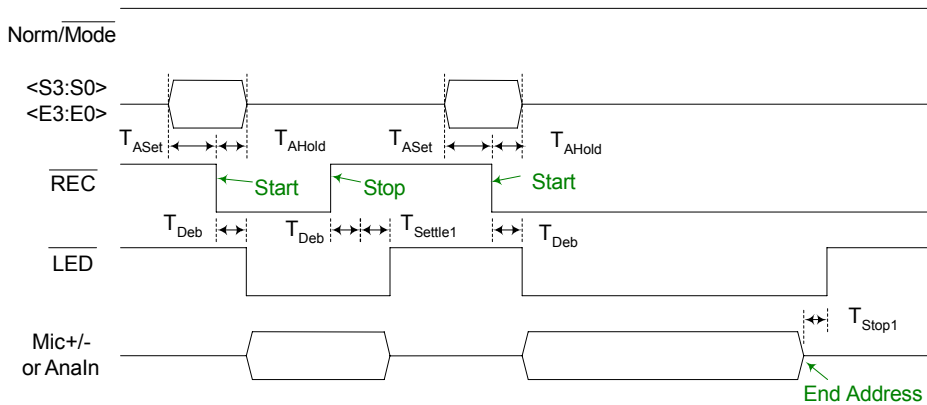 Norm/Mode
<S3:S0>
<E3:E0>
TASet
TAHold
TASet
TAHold
REC
Start
Stop
Start
TDeb
TDeb
TSettle1
TDeb
LED
TStop1
Mic+/-
or AnaIn
End Address